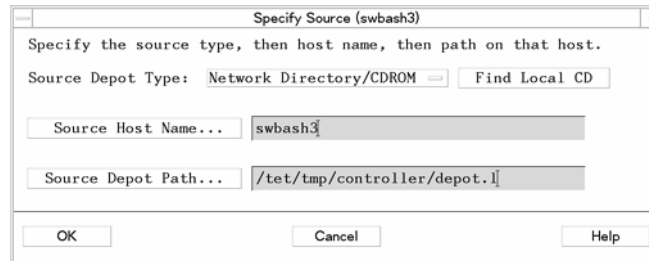 Specify Source (swbash3)
Specify the source type, then host name, then path on that host.
Source Depot Type: Network Directory/CDROM Find Local CD
Source Host Name... swbash3
Source Depot Path... /tet/tmp/controller/depot.l
OK Cancel Help